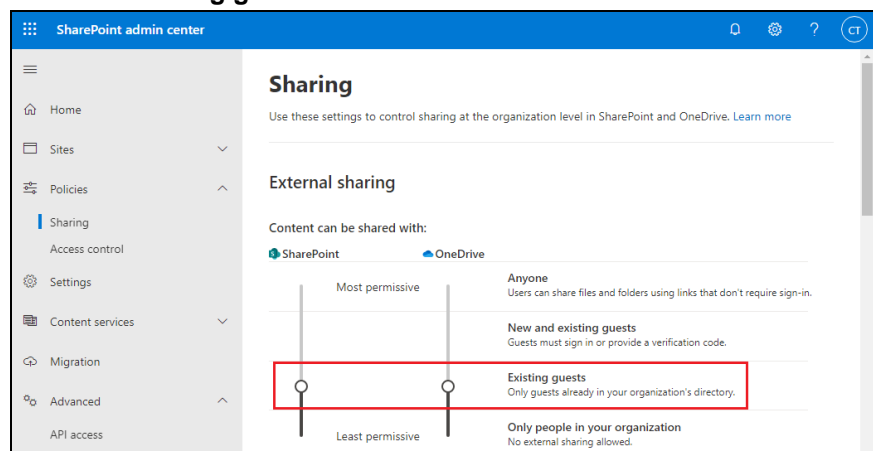 SharePoint admin center
?
CT
Sharing
Use these settings to control sharing at the organization level in SharePoint and OneDrive. Learn more
Home
Sites
Policies
Sharing
Access control
Settings
Content services
Migration
Advanced
API access
External sharing
Content can be shared with:
SharePoint
OneDrive
Most permissive
Least permissive
Anyone
Users can share files and folders using links that don't require sign-in.
New and existing guests
Guests must sign in or provide a verification code.
Existing guests
Only guests already in your organization's directory.
Only people in your organization
No external sharing allowed.